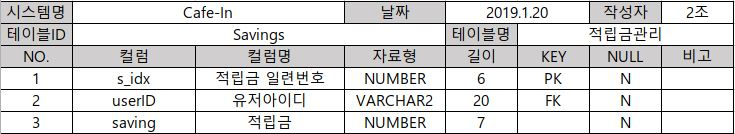 시스템명 Cafe-In 날짜 2019.1.20 작성자 2조
테이블ID Savings 테이블명 적립금관리
NO. 컬럼 컬럼명 자료형 길이 KEY NULL 비고
1 s_idx 적립금 일련번호 NUMBER 6 PK N
2 userID 유저아이디 VARCHAR2 20 FK N
3 saving 적립금 NUMBER 7 N